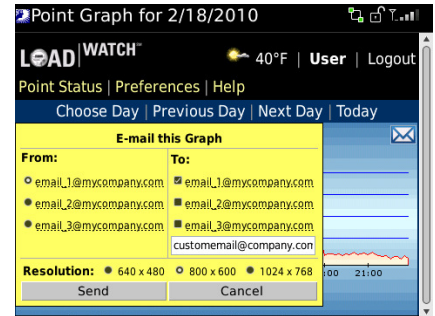 Point Graph for 2/18/2010
LOAD|WATCH™ 40°F | User | Logout
Point Status | Preferences | Help
Choose Day | Previous Day | Next Day | Today
E-mail this Graph
From: To:
email_1@mycompany.com email_1@mycompany.com
email_2@mycompany.com email_2@mycompany.com
email_3@mycompany.com email_3@mycompany.com
customemail@company.con
Resolution: 640 x 480 800 x 600 1024 x 768
:00 21:00
Send Cancel